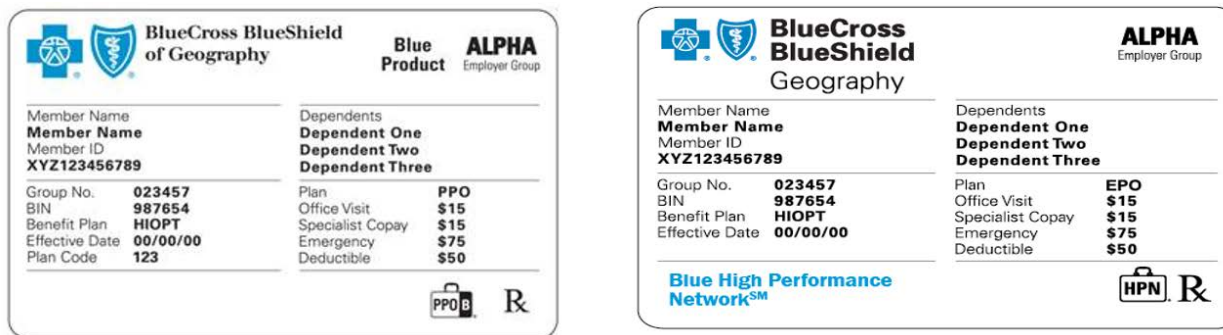 BlueCross BlueShield
of Geography
Blue
Product
ALPHA
Employer Group
Member Name
Member Name
Member ID
XYZ123456789
Dependents
Dependent One
Dependent Two
Dependent Three
Group No. 023457
BIN 987654
Benefit Plan HIOPT
Effective Date 00/00/00
Plan Code 123
Plan PPO
Office Visit $15
Specialist Copay $15
Emergency $75
Deductible $50
PPO B
Rx
BlueCross
BlueShield
Geography
ALPHA
Employer Group
Member Name
Member Name
Member ID
XYZ123456789
Dependents
Dependent One
Dependent Two
Dependent Three
Group No. 023457
BIN 987654
Benefit Plan HIOPT
Effective Date 00/00/00
Plan EPO
Office Visit $15
Specialist Copay $15
Emergency $75
Deductible $50
Blue High Performance
Network℠
HPN
Rx